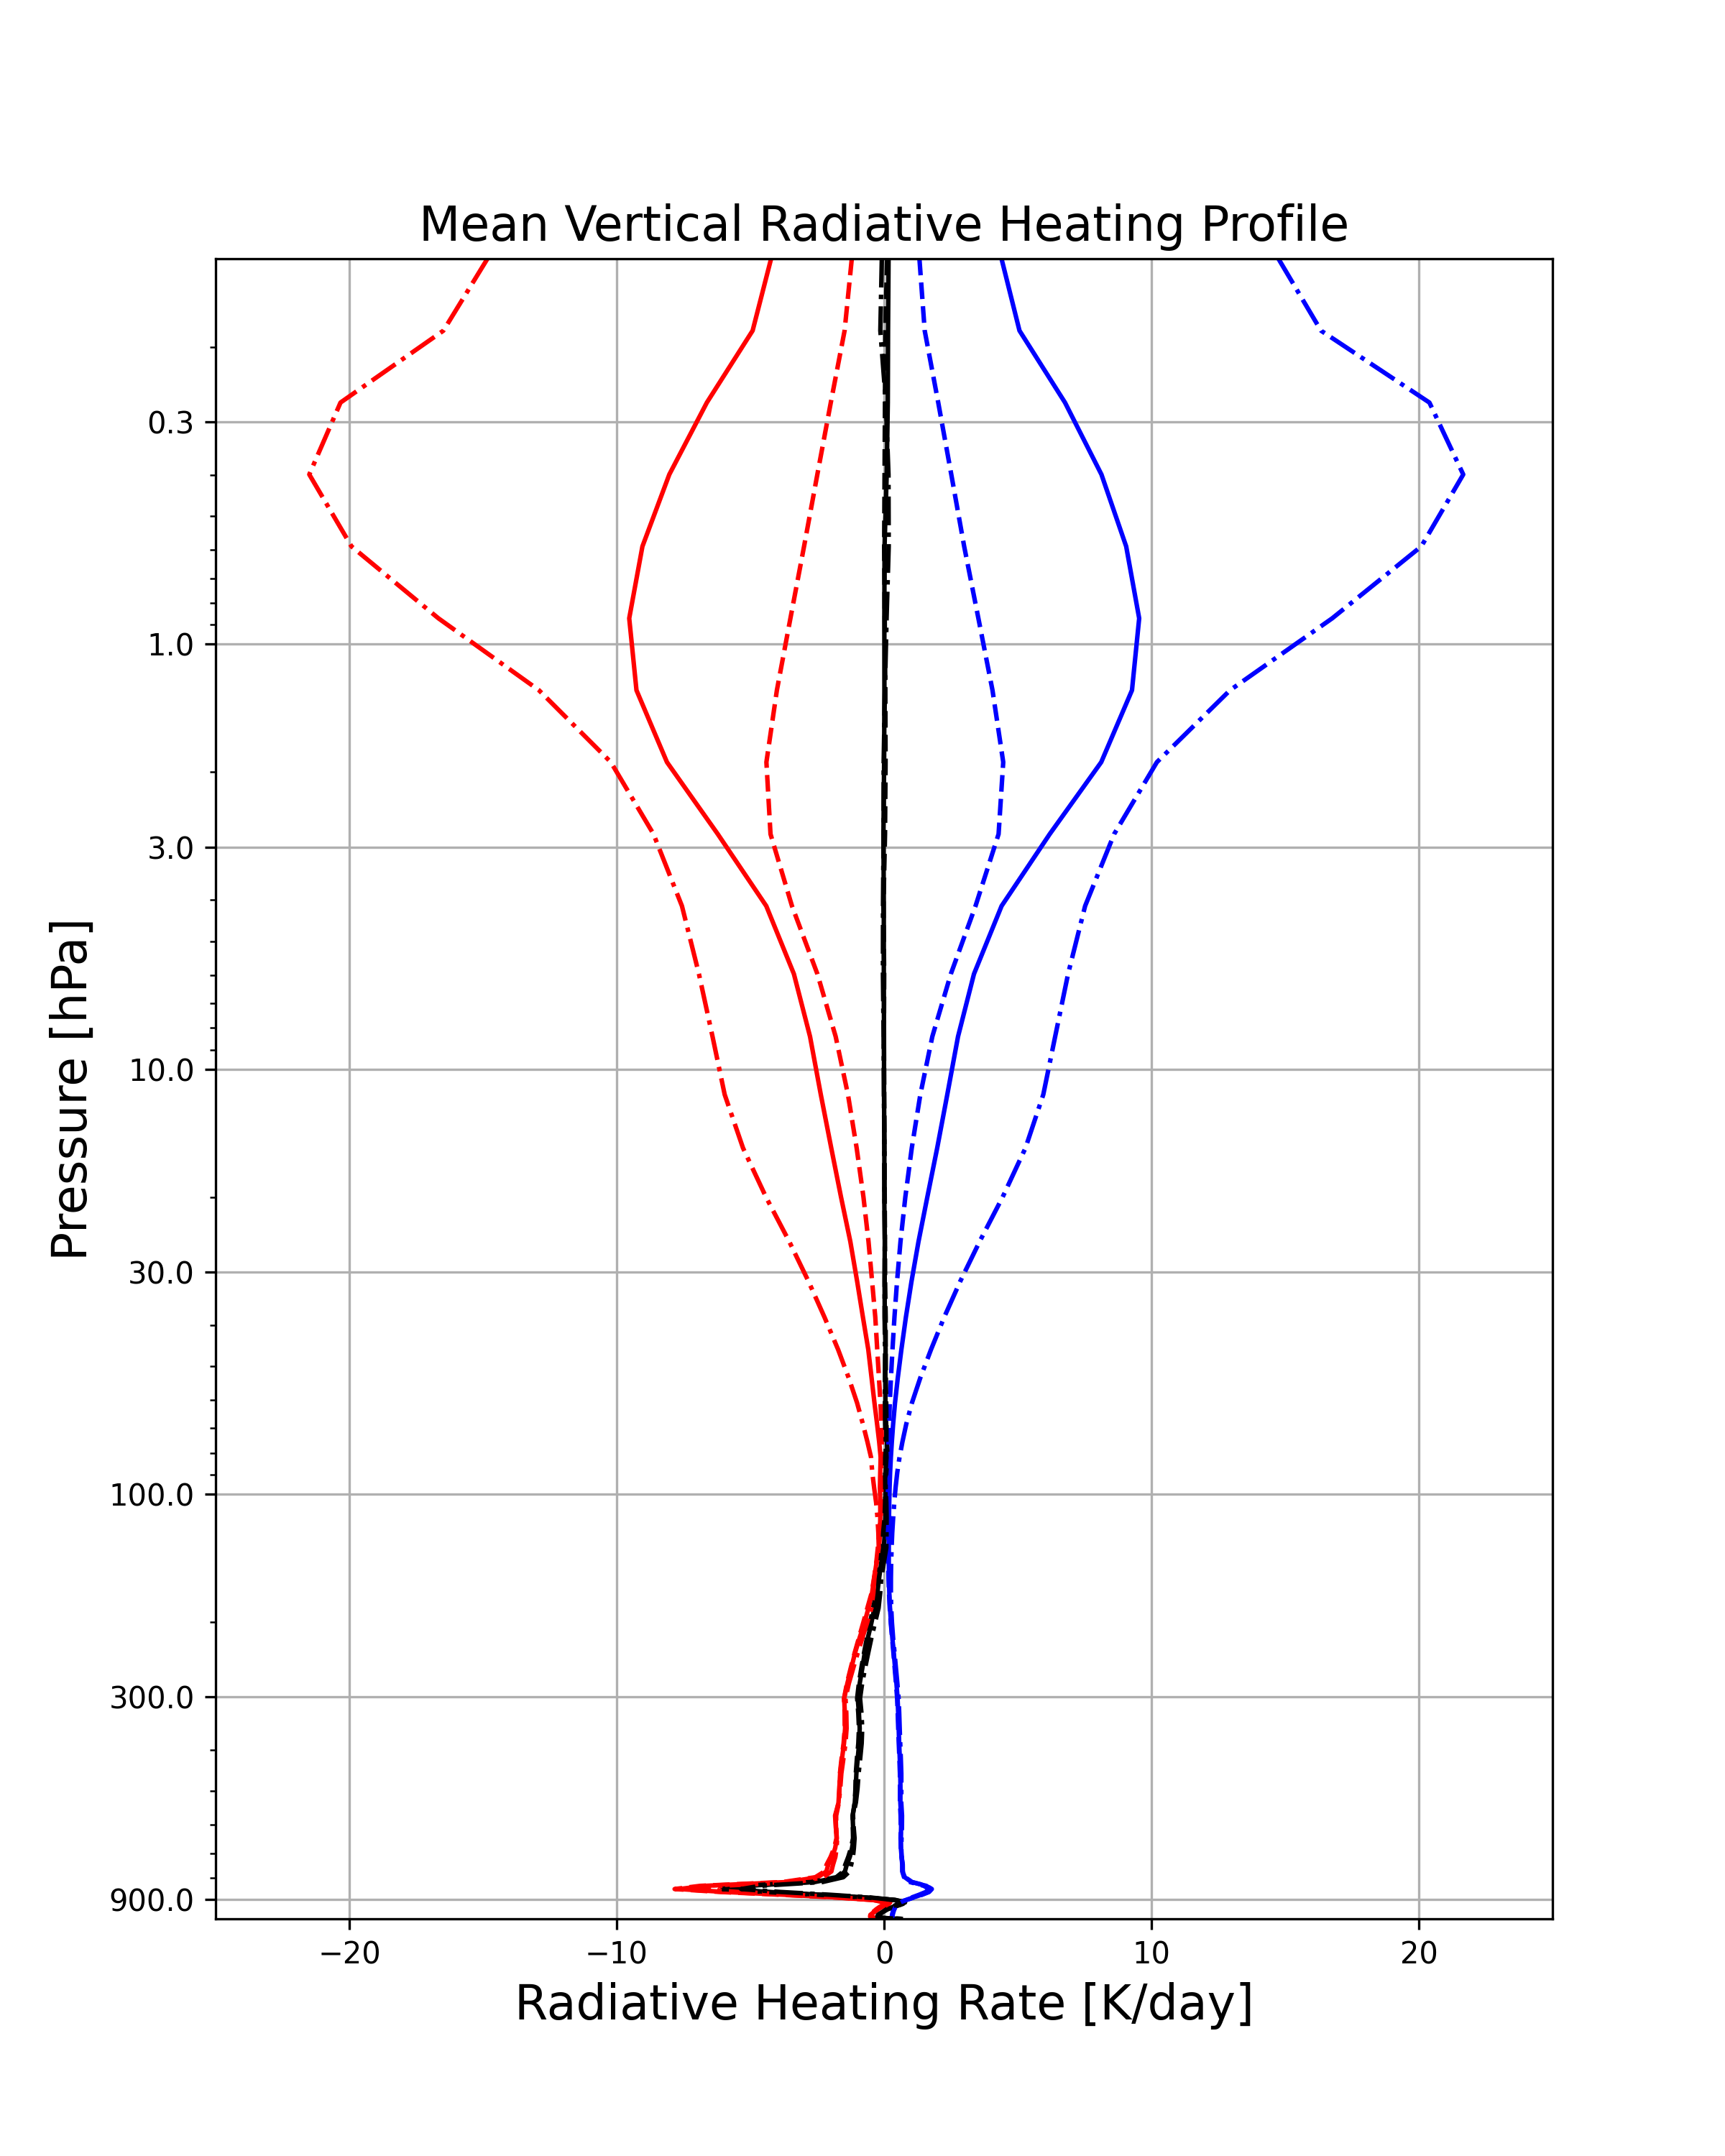 Mean Vertical Radiative Heating Profile
Pressure [hPa]
0.3
1.0
3.0
10.0
30.0
100.0
300.0
900.0
−20 −10 0 10 20
Radiative Heating Rate [K/day]